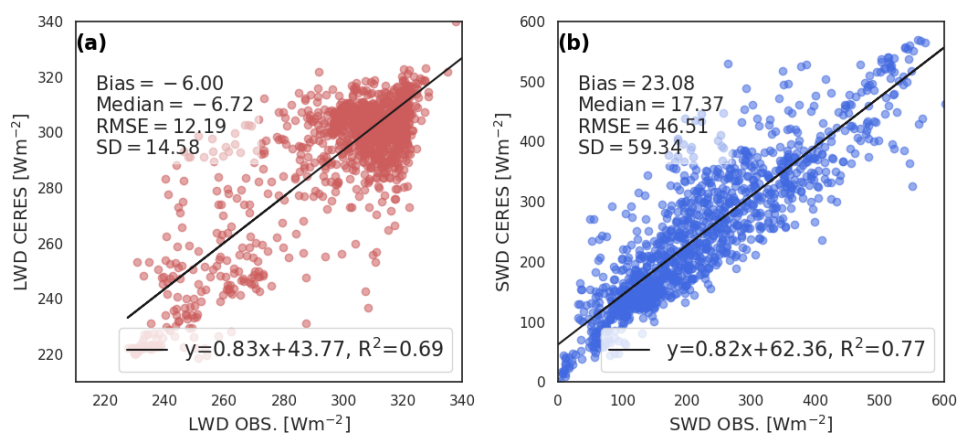 (a)
Bias = −6.00
Median = −6.72
RMSE = 12.19
SD = 14.58
y=0.83x+43.77, R²=0.69
340
320
300
280
260
240
220
220
240
260
280
300
320
340
LWD CERES [Wm⁻²]
LWD OBS. [Wm⁻²]
(b)
Bias = 23.08
Median = 17.37
RMSE = 46.51
SD = 59.34
y=0.82x+62.36, R²=0.77
600
500
400
300
200
100
0
0
100
200
300
400
500
600
SWD CERES [Wm⁻²]
SWD OBS. [Wm⁻²]